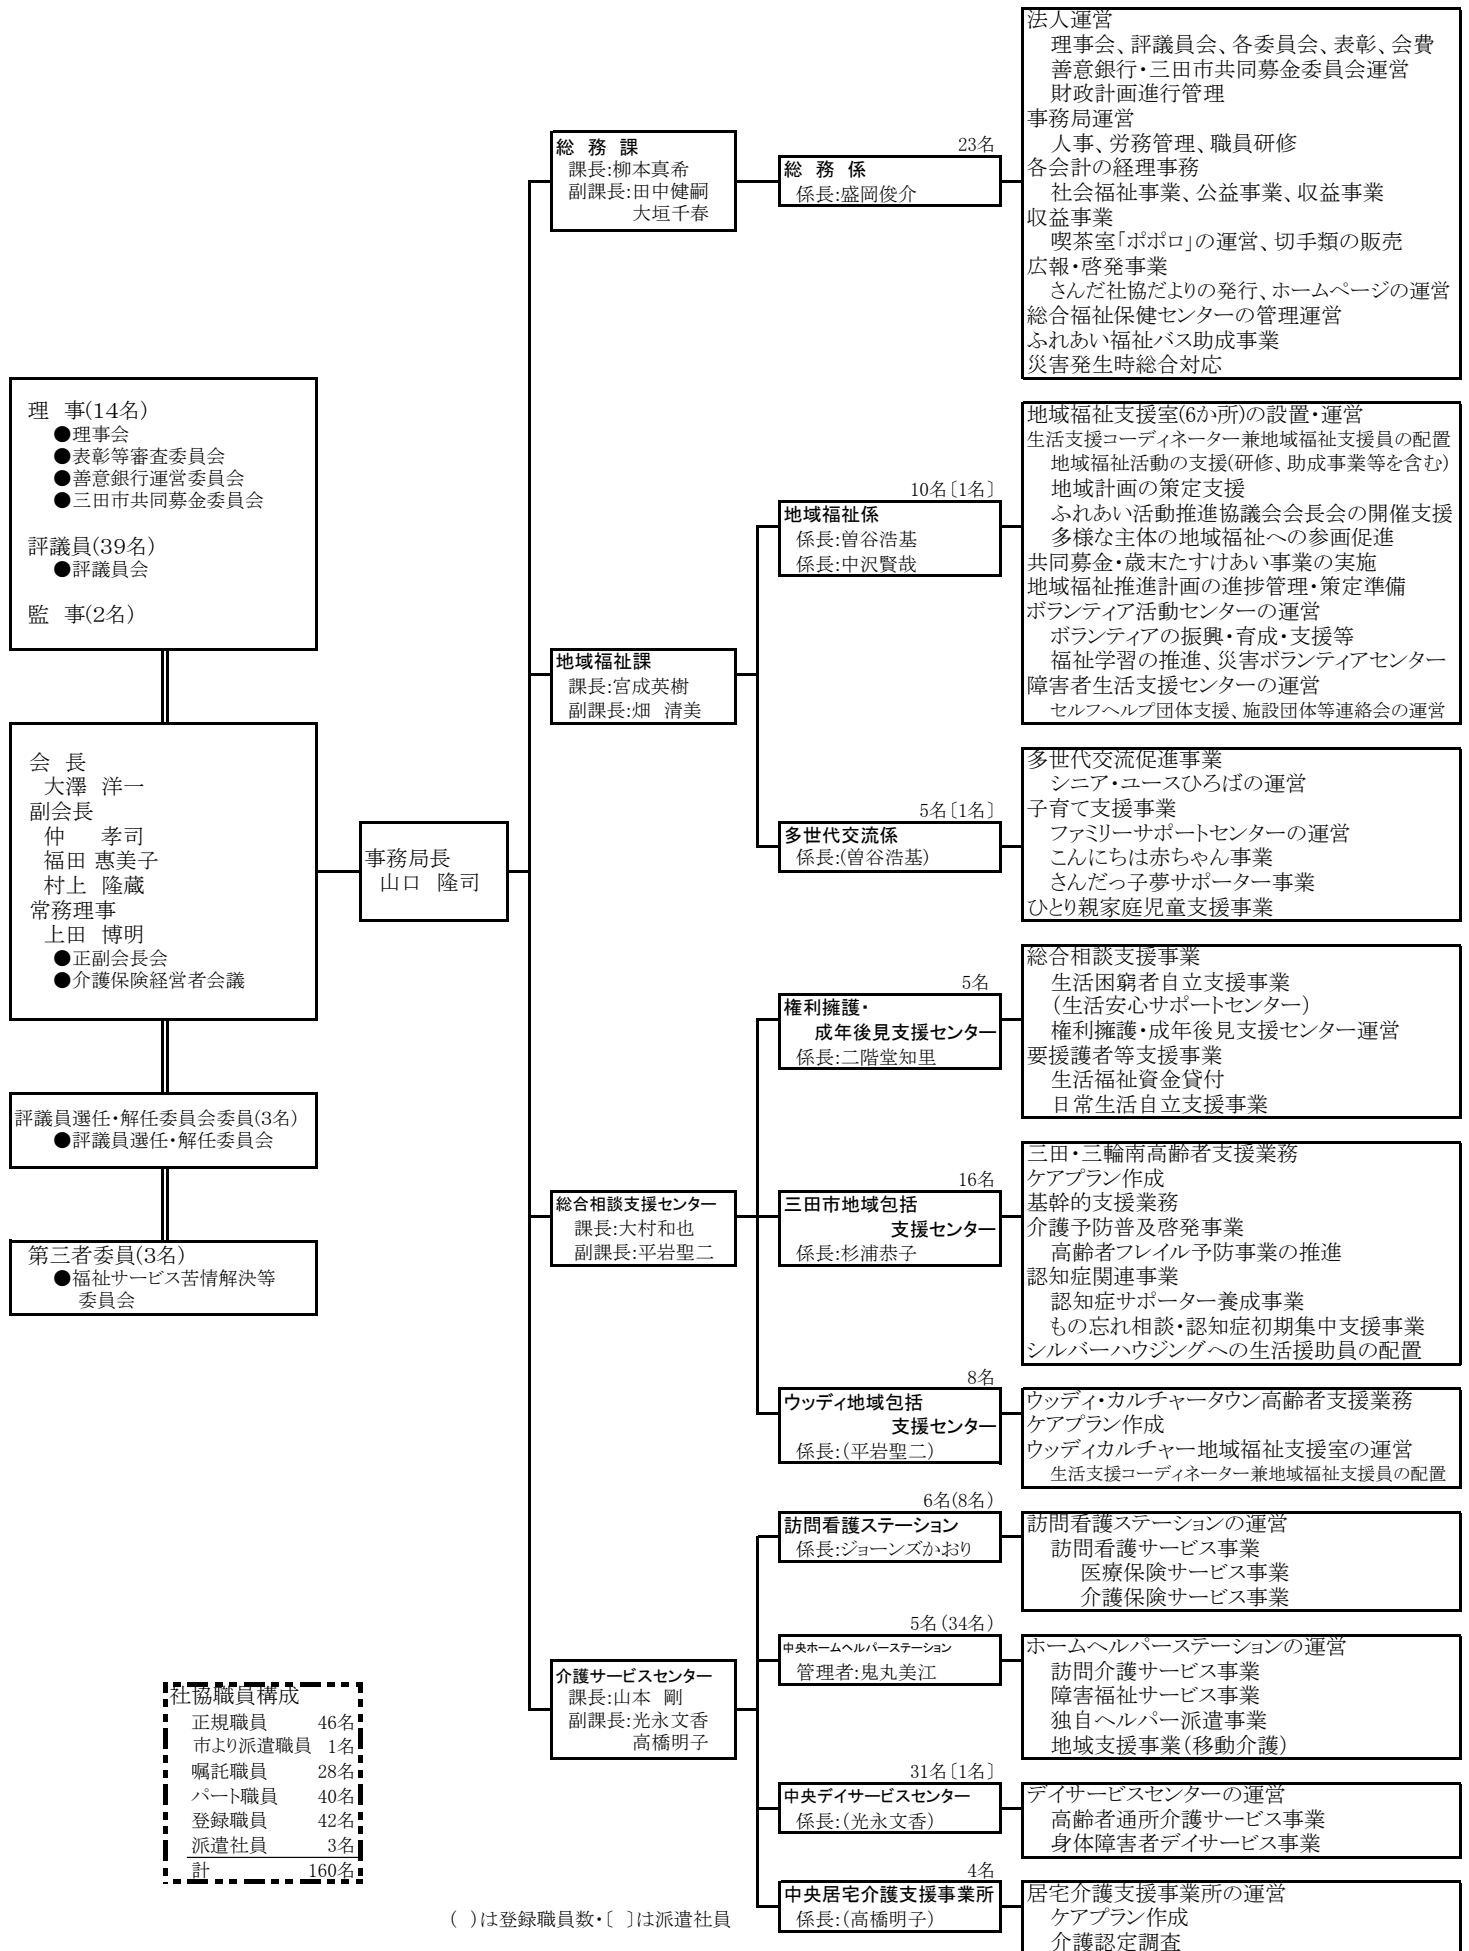 理　事(14名)
●理事会
●表彰等審査委員会
●善意銀行運営委員会
●三田市共同募金委員会
評議員(39名)
●評議員会
監　事(2名)
会　長
大澤　洋一
副会長
仲　　孝司
福田 惠美子
村上　隆蔵
常務理事
上田　博明
●正副会長会
●介護保険経営者会議
評議員選任・解任委員会委員(3名)
●評議員選任・解任委員会
第三者委員(3名)
●福祉サービス苦情解決等
委員会
事務局長
山口　隆司
総　務　課
課長:柳本真希
副課長:田中健嗣
大垣千春
23名
総　務　係
係長:盛岡俊介
法人運営
理事会、評議員会、各委員会、表彰、会費
善意銀行・三田市共同募金委員会運営
財政計画進行管理
事務局運営
人事、労務管理、職員研修
各会計の経理事務
社会福祉事業、公益事業、収益事業
収益事業
喫茶室「ポポロ」の運営、切手類の販売
広報・啓発事業
さんだ社協だよりの発行、ホームページの運営
総合福祉保健センターの管理運営
ふれあい福祉バス助成事業
災害発生時総合対応
地域福祉課
課長:宮成英樹
副課長:畑　清美
10名〔1名〕
地域福祉係
係長:曽谷浩基
係長:中沢賢哉
地域福祉支援室(6か所)の設置・運営
生活支援コーディネーター兼地域福祉支援員の配置
地域福祉活動の支援(研修、助成事業等を含む)
地域計画の策定支援
ふれあい活動推進協議会会長会の開催支援
多様な主体の地域福祉への参画促進
共同募金・歳末たすけあい事業の実施
地域福祉推進計画の進捗管理・策定準備
ボランティア活動センターの運営
ボランティアの振興・育成・支援等
福祉学習の推進、災害ボランティアセンター
障害者生活支援センターの運営
セルフヘルプ団体支援、施設団体等連絡会の運営
5名〔1名〕
多世代交流係
係長:(曽谷浩基)
多世代交流促進事業
シニア・ユースひろばの運営
子育て支援事業
ファミリーサポートセンターの運営
こんにちは赤ちゃん事業
さんだっ子夢サポーター事業
ひとり親家庭児童支援事業
総合相談支援センター
課長:大村和也
副課長:平岩聖二
5名
権利擁護・
成年後見支援センター
係長:二階堂知里
総合相談支援事業
生活困窮者自立支援事業
(生活安心サポートセンター)
権利擁護・成年後見支援センター運営
要援護者等支援事業
生活福祉資金貸付
日常生活自立支援事業
16名
三田市地域包括
支援センター
係長:杉浦恭子
三田・三輪南高齢者支援業務
ケアプラン作成
基幹的支援業務
介護予防普及啓発事業
高齢者フレイル予防事業の推進
認知症関連事業
認知症サポーター養成事業
もの忘れ相談・認知症初期集中支援事業
シルバーハウジングへの生活援助員の配置
8名
ウッディ地域包括
支援センター
係長:(平岩聖二)
ウッディ・カルチャータウン高齢者支援業務
ケアプラン作成
ウッディカルチャー地域福祉支援室の運営
生活支援コーディネーター兼地域福祉支援員の配置
介護サービスセンター
課長:山本　剛
副課長:光永文香
高橋明子
6名(8名)
訪問看護ステーション
係長:ジョーンズかおり
訪問看護ステーションの運営
訪問看護サービス事業
医療保険サービス事業
介護保険サービス事業
5名(34名)
中央ホームヘルパーステーション
管理者:鬼丸美江
ホームヘルパーステーションの運営
訪問介護サービス事業
障害福祉サービス事業
独自ヘルパー派遣事業
地域支援事業(移動介護)
31名〔1名〕
中央デイサービスセンター
係長:(光永文香)
デイサービスセンターの運営
高齢者通所介護サービス事業
身体障害者デイサービス事業
4名
中央居宅介護支援事業所
係長:(高橋明子)
居宅介護支援事業所の運営
ケアプラン作成
介護認定調査
社協職員構成
正規職員　46名
市より派遣職員　1名
嘱託職員　28名
パート職員　40名
登録職員　42名
派遣社員　3名
計　160名
(　)は登録職員数・〔　〕は派遣社員